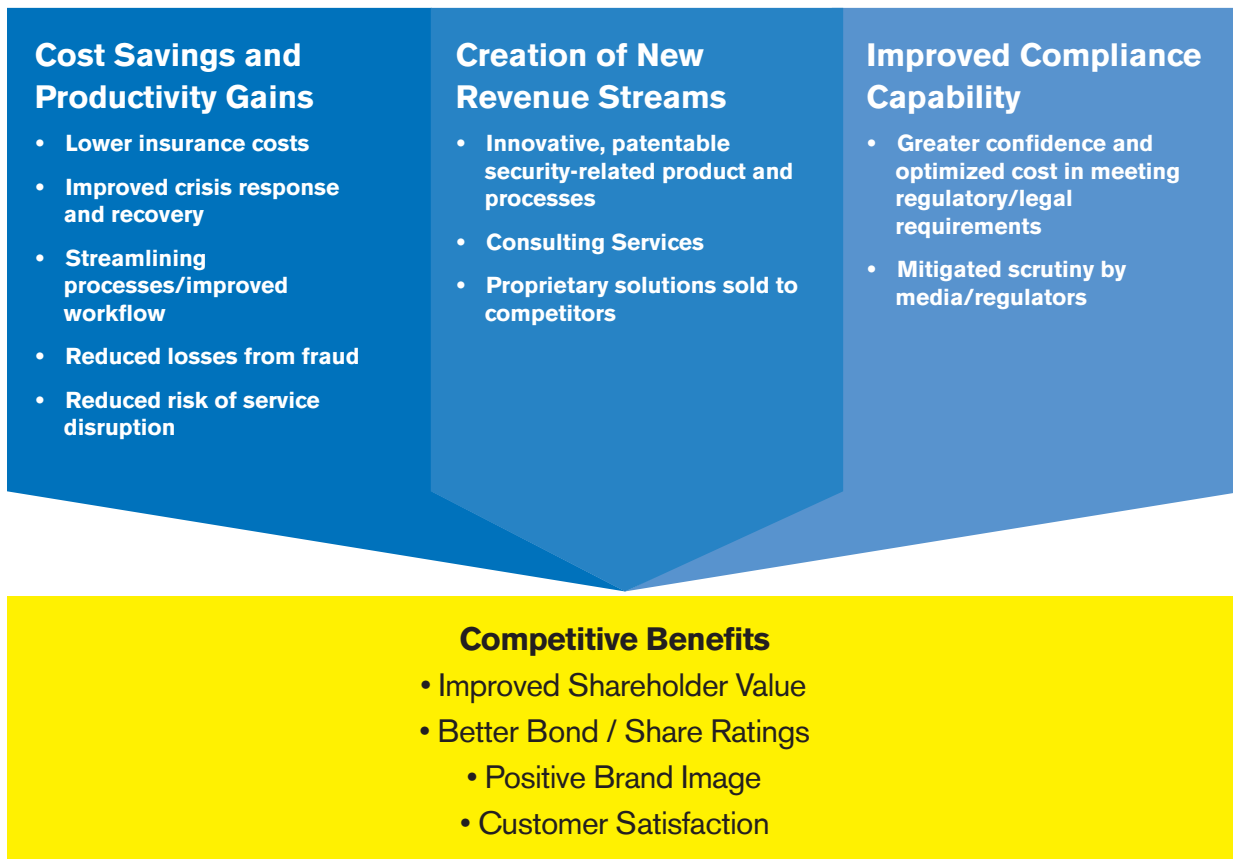 Cost Savings and
Productivity Gains
• Lower insurance costs
• Improved crisis response
and recovery
• Streamlining
processes/improved
workflow
• Reduced losses from fraud
• Reduced risk of service
disruption
Creation of New
Revenue Streams
• Innovative, patentable
security-related product and
processes
• Consulting Services
• Proprietary solutions sold to
competitors
Improved Compliance
Capability
• Greater confidence and
optimized cost in meeting
regulatory/legal
requirements
• Mitigated scrutiny by
media/regulators
Competitive Benefits
• Improved Shareholder Value
• Better Bond / Share Ratings
• Positive Brand Image
• Customer Satisfaction